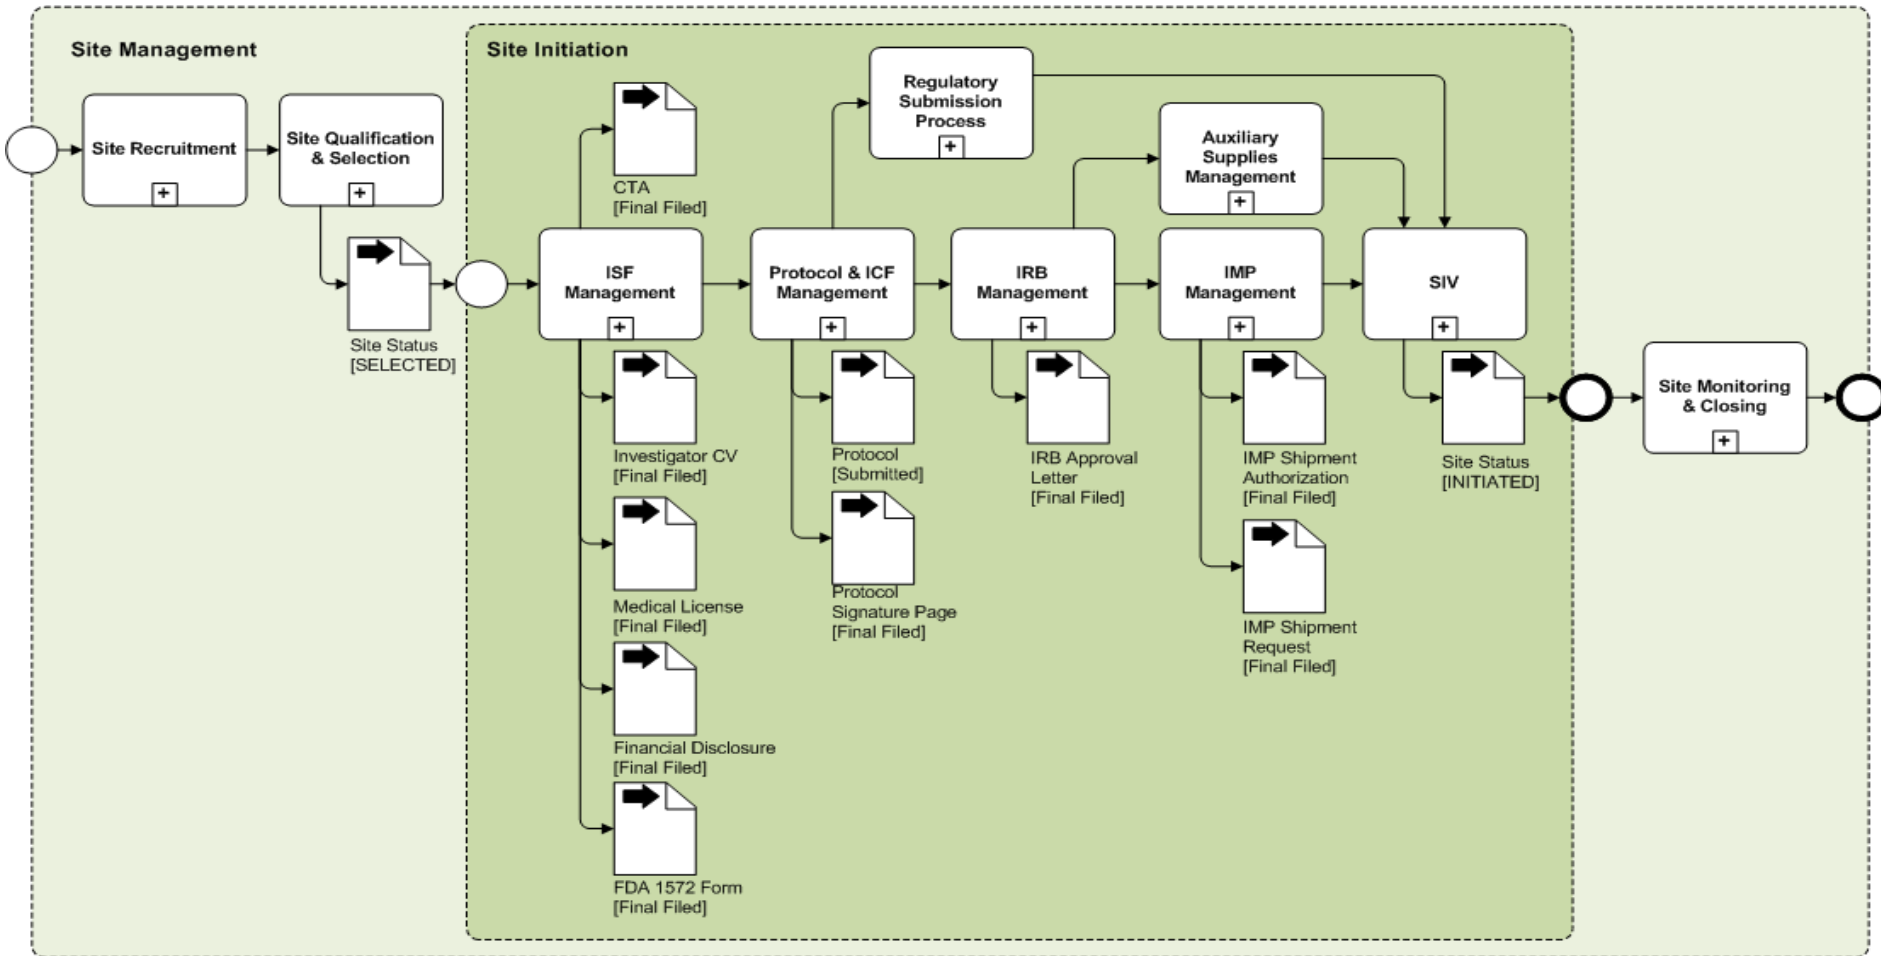 Site Management
Site Initiation
Site Recruitment
Site Qualification
& Selection
Site Status
[SELECTED]
CTA
[Final Filed]
ISF
Management
Investigator CV
[Final Filed]
Medical License
[Final Filed]
Financial Disclosure
[Final Filed]
FDA 1572 Form
[Final Filed]
Regulatory
Submission
Process
Protocol & ICF
Management
Protocol
[Submitted]
Protocol
Signature Page
[Final Filed]
IRB
Management
IRB Approval
Letter
[Final Filed]
Auxiliary
Supplies
Management
IMP
Management
IMP Shipment
Authorization
[Final Filed]
IMP Shipment
Request
[Final Filed]
SIV
Site Status
[INITIATED]
Site Monitoring
& Closing